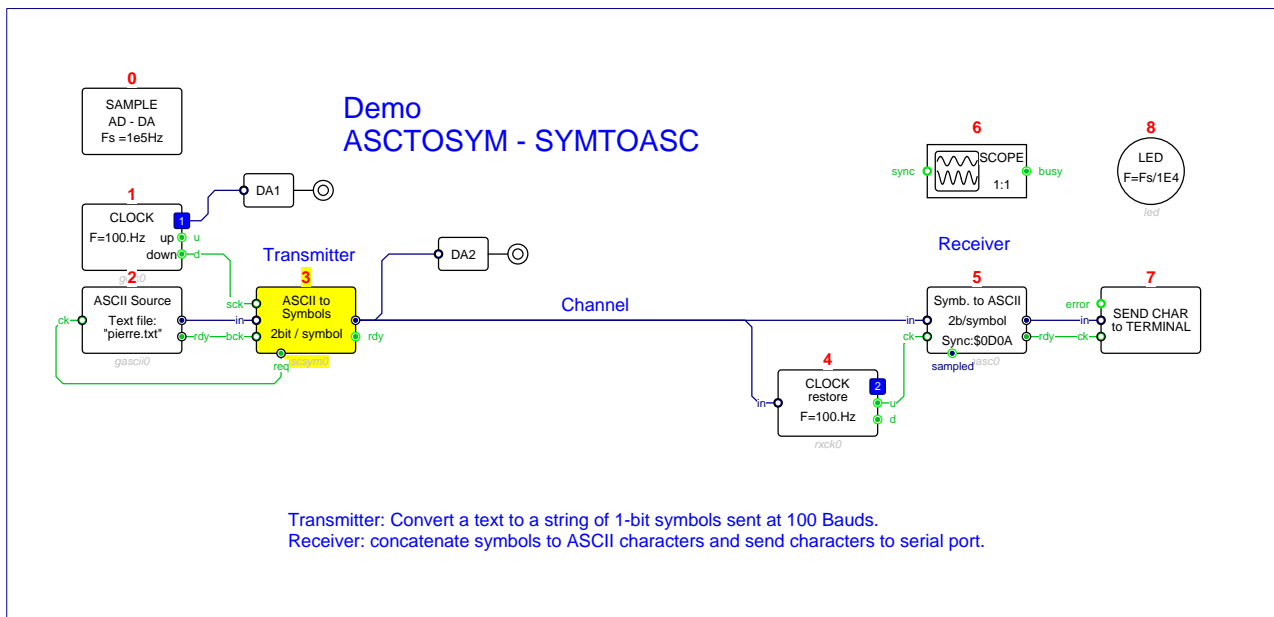 0
SAMPLE
AD - DA
Fs =1e5Hz
Demo
ASCTOSYM - SYMTOASC
6
SCOPE
1:1
sync
busy
8
LED
F=Fs/1E4
led
1
CLOCK
F=100.Hz
up
u
down
d
1
DA1
2
ASCII Source
Text file:
"pierre.txt"
ck
rdy
gascii0
Transmitter
3
ASCII to
Symbols
2bit / symbol
sck
in
bck
rdy
req
DA2
Channel
4
CLOCK
restore
F=100.Hz
in
2
u
d
rxck0
Receiver
5
Symb. to ASCII
2b/symbol
Sync:$0D0A
in
ck
rdy
sampled
7
SEND CHAR
to TERMINAL
error
in
ck
Transmitter: Convert a text to a string of 1-bit symbols sent at 100 Bauds.
Receiver: concatenate symbols to ASCII characters and send characters to serial port.